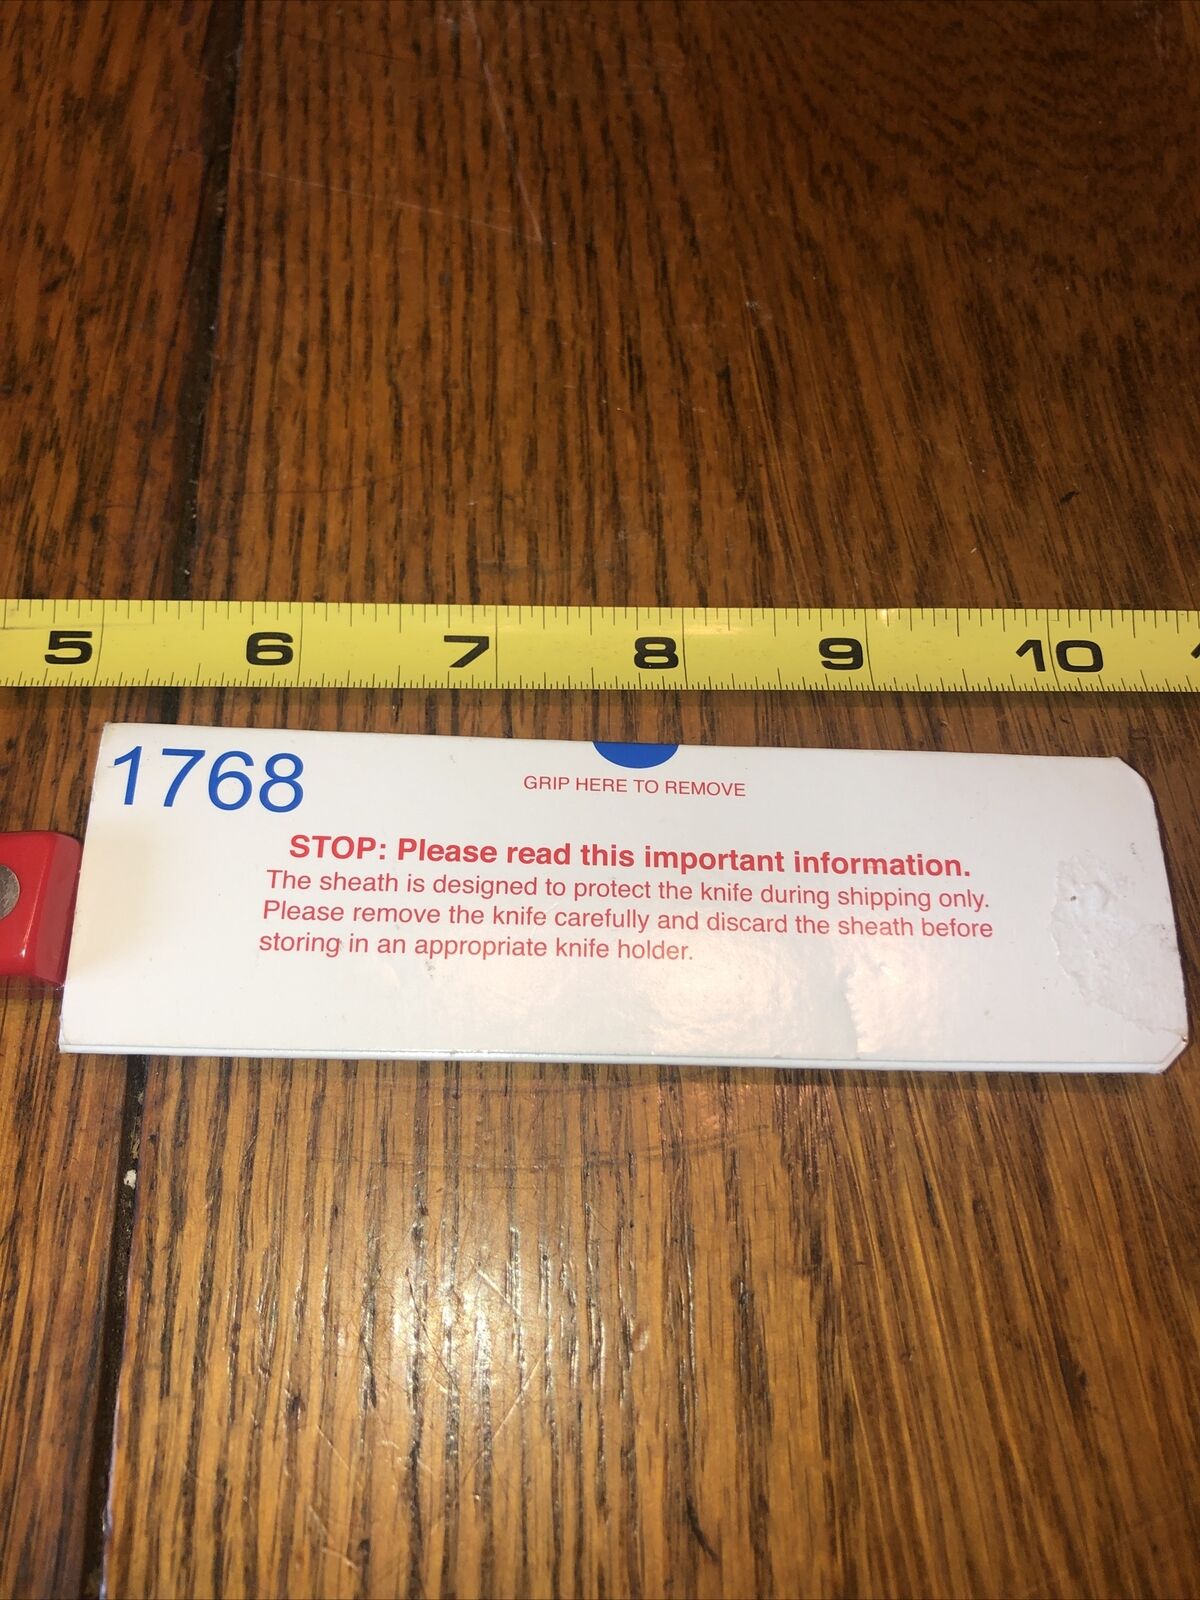 5 6 7 8 9 10
1768
GRIP HERE TO REMOVE
STOP: Please read this important information.
The sheath is designed to protect the knife during shipping only.
Please remove the knife carefully and discard the sheath before
storing in an appropriate knife holder.